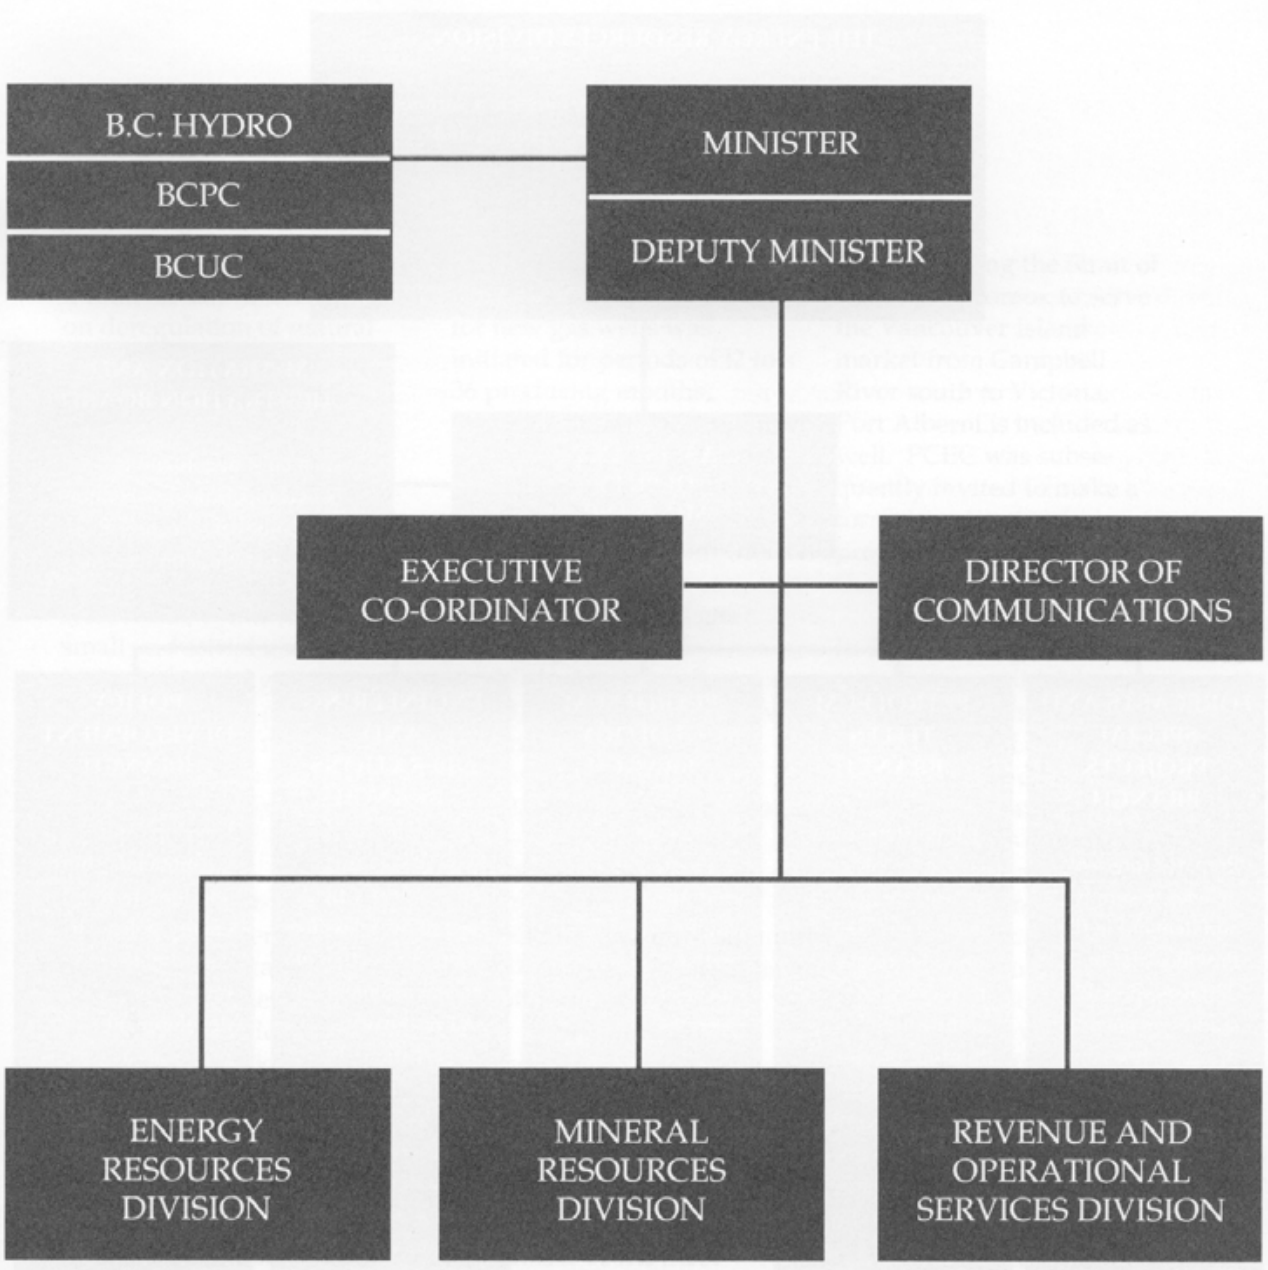 B.C. HYDRO
BCPC
BCUC
MINISTER
DEPUTY MINISTER
EXECUTIVE
CO-ORDINATOR
DIRECTOR OF
COMMUNICATIONS
ENERGY
RESOURCES
DIVISION
MINERAL
RESOURCES
DIVISION
REVENUE AND
OPERATIONAL
SERVICES DIVISION